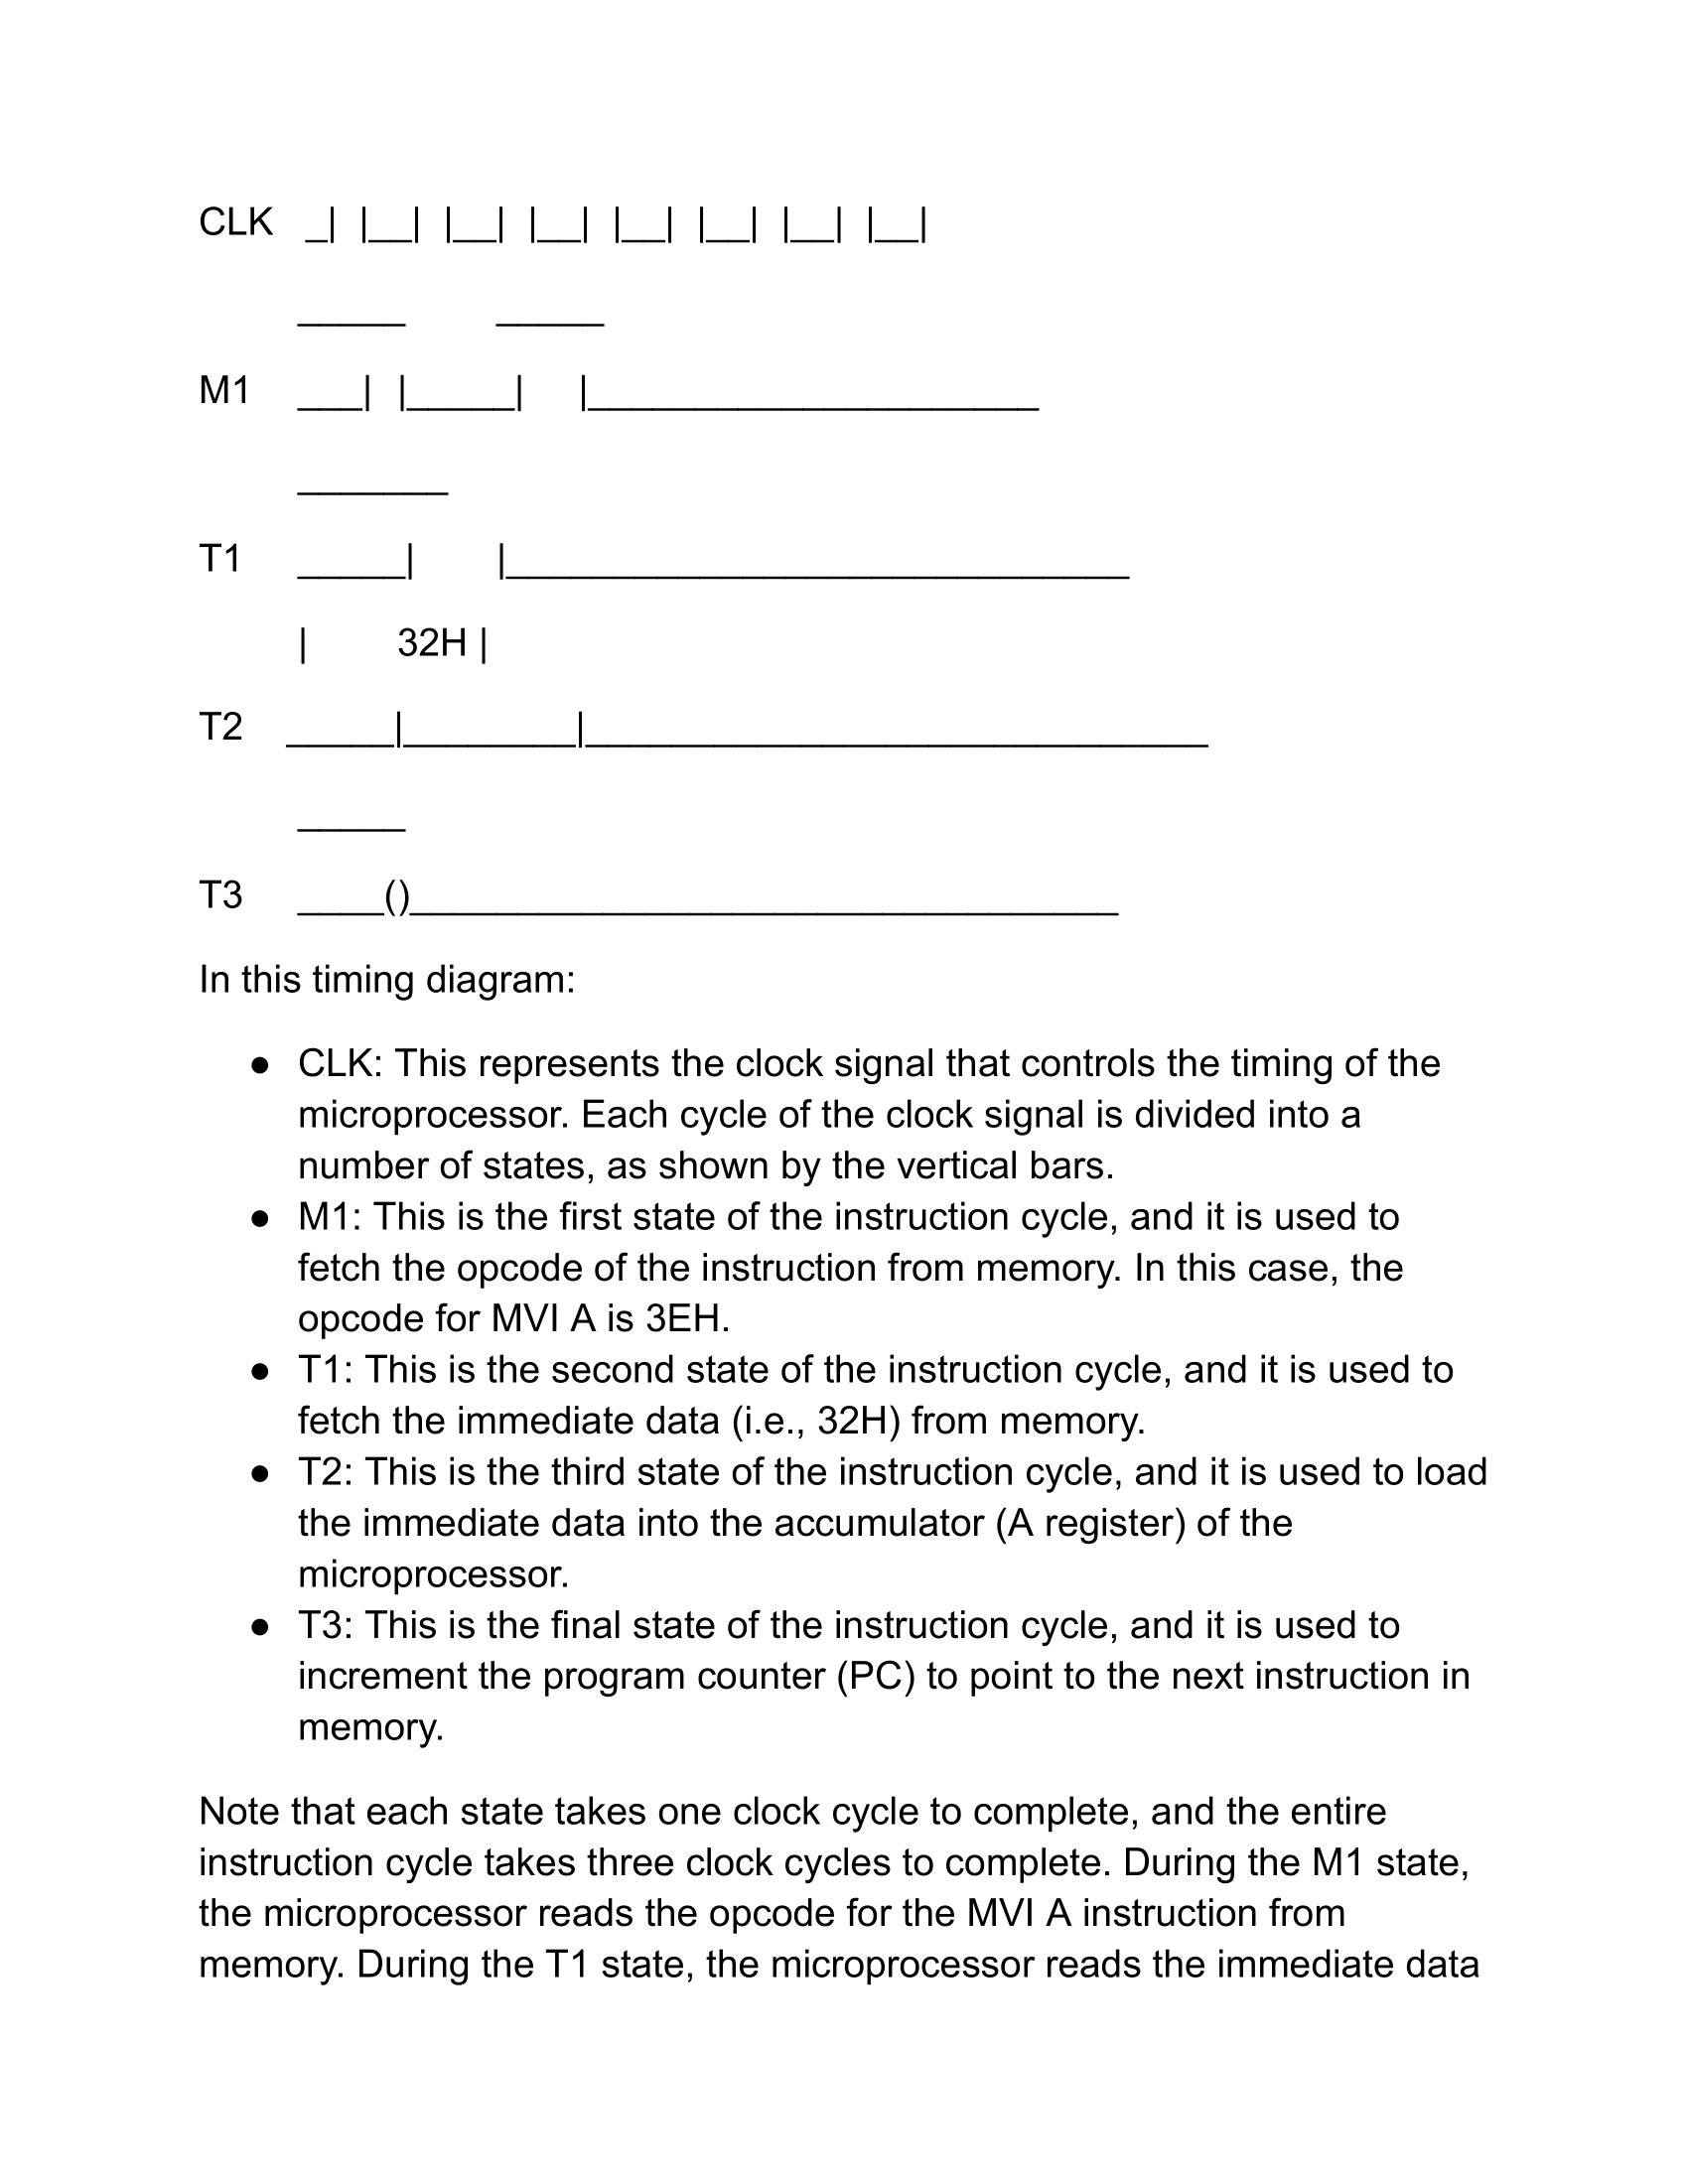 CLK _| |__| |__| |__| |__| |__| |__| |__|
_____ _____
M1 ___| |_____| |_____________________
_______
T1 _____| |_____________________________
| 32H |
T2 _____|________|_____________________________
_____
T3 ____()_________________________________
In this timing diagram:
● CLK: This represents the clock signal that controls the timing of the
microprocessor. Each cycle of the clock signal is divided into a
number of states, as shown by the vertical bars.
● M1: This is the first state of the instruction cycle, and it is used to
fetch the opcode of the instruction from memory. In this case, the
opcode for MVI A is 3EH.
● T1: This is the second state of the instruction cycle, and it is used to
fetch the immediate data (i.e., 32H) from memory.
● T2: This is the third state of the instruction cycle, and it is used to load
the immediate data into the accumulator (A register) of the
microprocessor.
● T3: This is the final state of the instruction cycle, and it is used to
increment the program counter (PC) to point to the next instruction in
memory.
Note that each state takes one clock cycle to complete, and the entire
instruction cycle takes three clock cycles to complete. During the M1 state,
the microprocessor reads the opcode for the MVI A instruction from
memory. During the T1 state, the microprocessor reads the immediate data